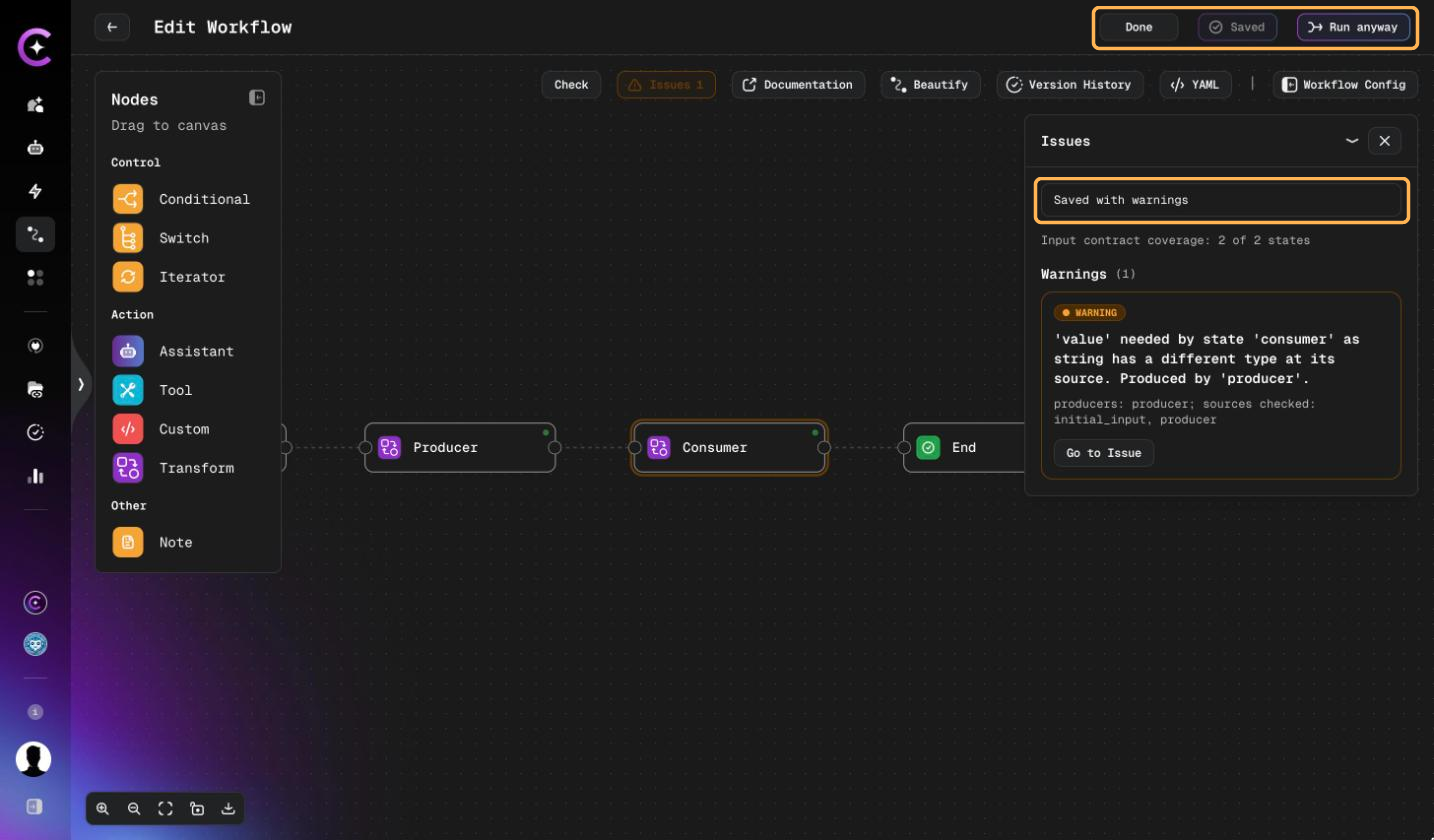 Edit Workflow
Done
Saved
Run anyway
Check
Issues 1
Documentation
Beautify
Version History
YAML
Workflow Config
Nodes
Drag to canvas
Control
Conditional
Switch
Iterator
Action
Assistant
Tool
Custom
Transform
Other
Note
Producer
Consumer
End
Issues
Saved with warnings
Input contract coverage: 2 of 2 states
Warnings (1)
WARNING
'value' needed by state 'consumer' as
string has a different type at its
source. Produced by 'producer'.
producers: producer; sources checked:
initial_input, producer
Go to Issue